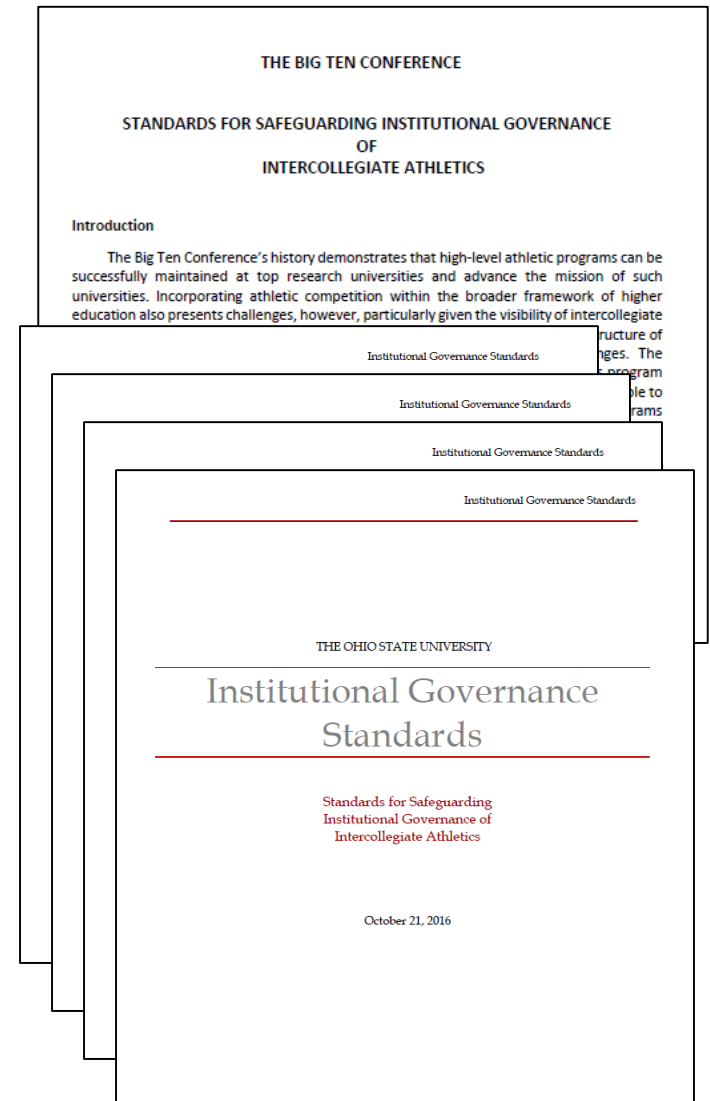 THE BIG TEN CONFERENCE
STANDARDS FOR SAFEGUARDING INSTITUTIONAL GOVERNANCE
OF
INTERCOLLEGIATE ATHLETICS
Introduction
The Big Ten Conference's history demonstrates that high-level athletic programs can be
successfully maintained at top research universities and advance the mission of such
universities. Incorporating athletic competition within the broader framework of higher
education also presents challenges, however, particularly given the visibility of intercollegiate
of
The
program
to
Institutional Governance Standards
Institutional Governance Standards
Institutional Governance Standards
Institutional Governance Standards
THE OHIO STATE UNIVERSITY
Institutional Governance
Standards
Standards for Safeguarding
Institutional Governance of
Intercollegiate Athletics
October 21, 2016